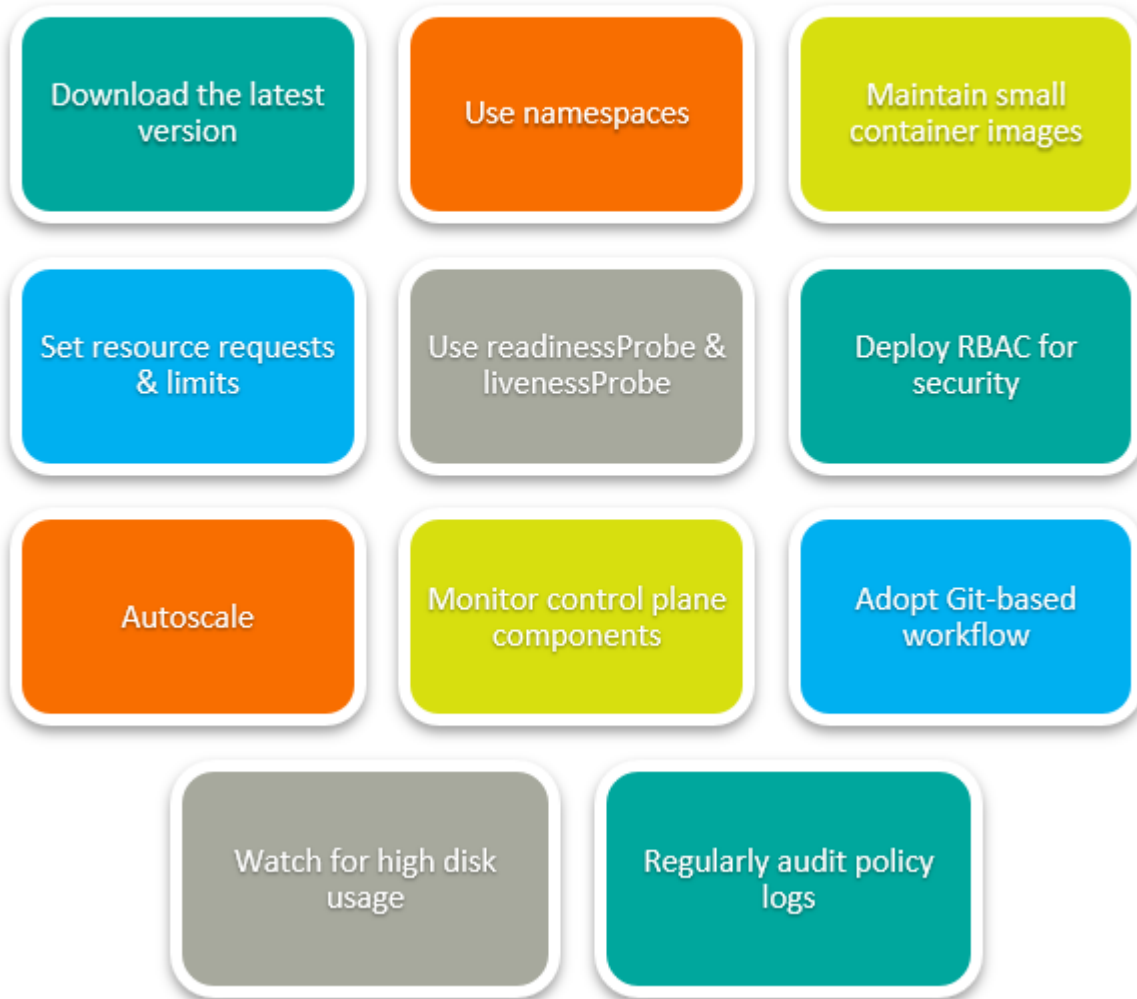 Download the latest
version
Use namespaces
Maintain small
container images
Set resource requests
& limits
Use readinessProbe &
livenessProbe
Deploy RBAC for
security
Autoscale
Monitor control plane
components
Adopt Git-based
workflow
Watch for high disk
usage
Regularly audit policy
logs